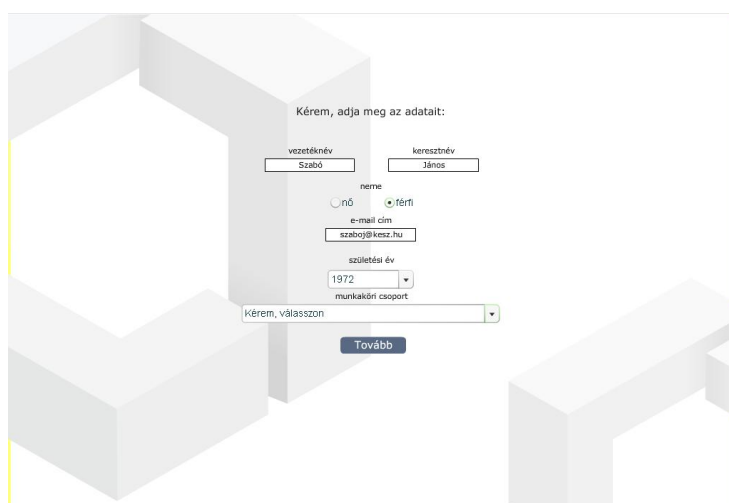 Kérem, adja meg az adatait:
vezetéknév keresztnév
Szabó János
neme
nő férfi
e-mail cím
szaboj@kesz.hu
születési év
1972
munkaköri csoport
Kérem, válasszon
Tovább